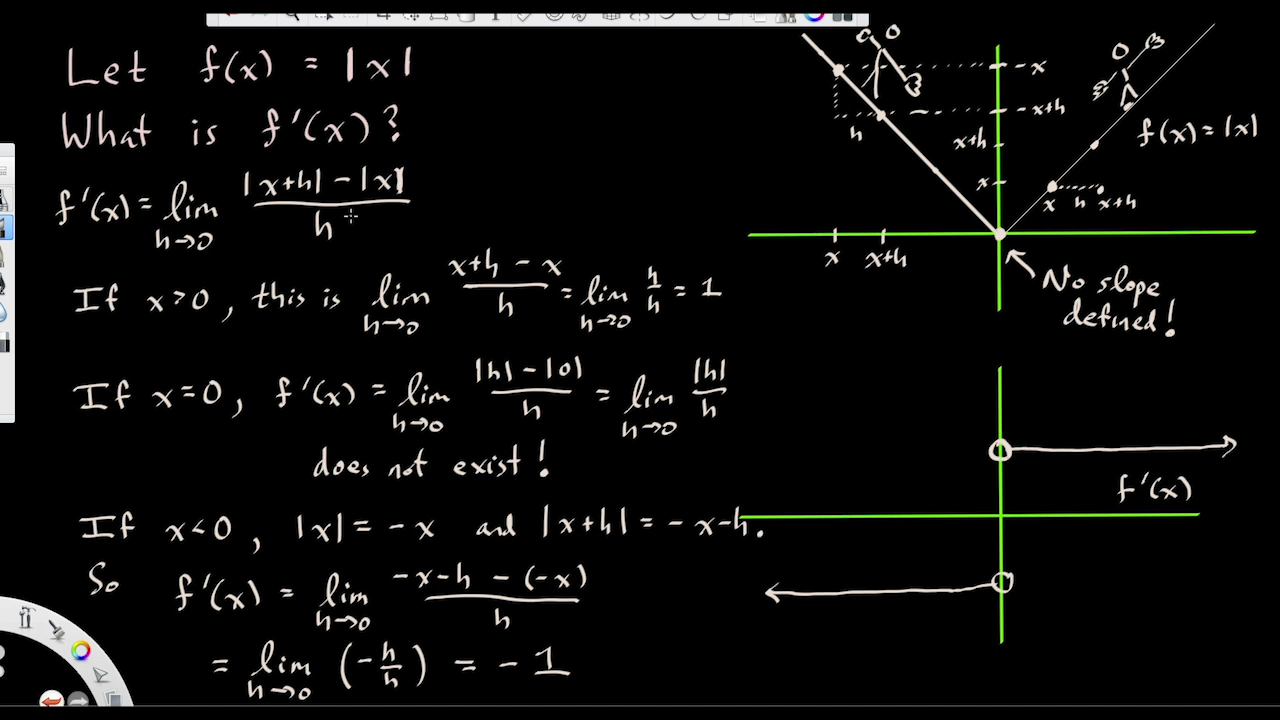 Let f(x) = |x|
What is f'(x)?
f'(x) = lim h→0 (|x+h| - |x|)/h
If x>0, this is lim h→0 (x+h - x)/h = lim h→0 h/h = 1
If x=0, f'(x) = lim h→0 (|h| - |0|)/h = lim h→0 |h|/h
does not exist!
If x<0, |x| = -x and |x+h| = -x-h.
So f'(x) = lim h→0 (-x-h - (-x))/h
= lim h→0 (-h/h) = -1
-x
-x+h
h
x+h
x
x h x+h
f(x) = |x|
x x+h
No slope
defined!
f'(x)